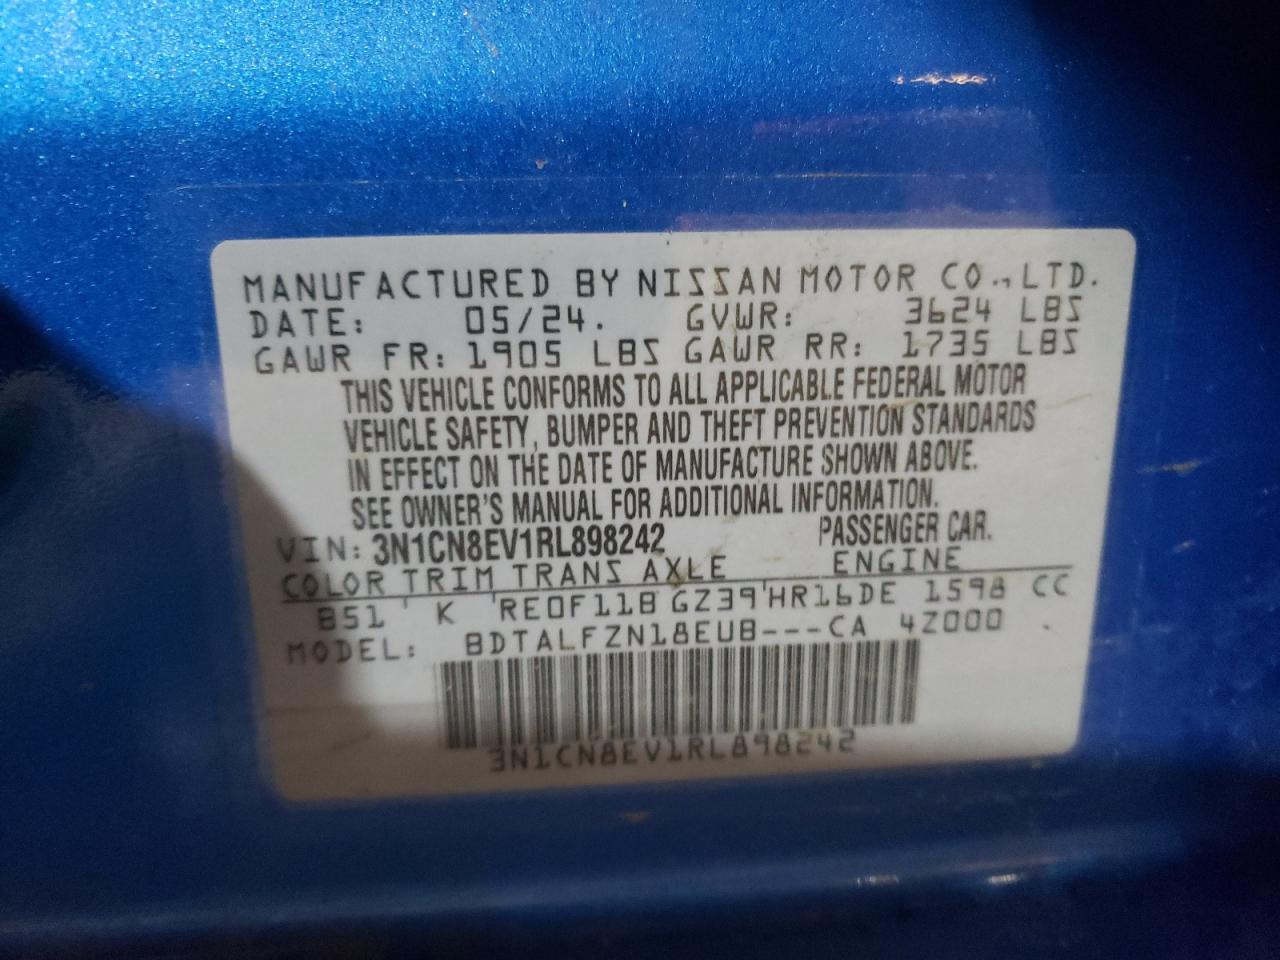 MANUFACTURED BY NISSAN MOTOR CO., LTD.
DATE: 05/24. GVWR: 3624 LBS
GAWR FR: 1905 LBS GAWR RR: 1735 LBS
THIS VEHICLE CONFORMS TO ALL APPLICABLE FEDERAL MOTOR
VEHICLE SAFETY, BUMPER AND THEFT PREVENTION STANDARDS
IN EFFECT ON THE DATE OF MANUFACTURE SHOWN ABOVE.
SEE OWNER'S MANUAL FOR ADDITIONAL INFORMATION.
VIN: 3N1CN8EV1RL898242 PASSENGER CAR.
COLOR TRIM TRANS AXLE ENGINE
B51 K RE0F11B GZ39 HR16DE 1598 CC
MODEL: BDTALFZN18EUB---CA 4Z000
3N1CN8EV1RL898242